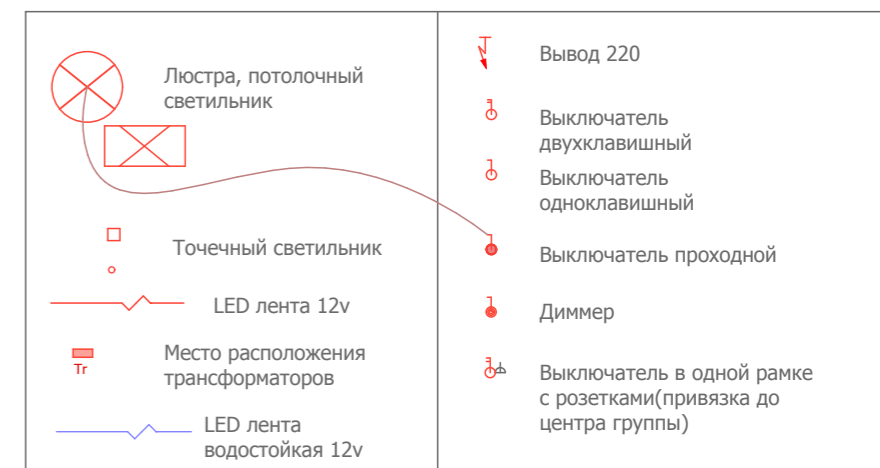 Люстра, потолочный
светильник
Точечный светильник
LED лента 12v
Tr
Место расположения
трансформаторов
LED лента
водостойкая 12v
Вывод 220
Выключатель
двухклавишный
Выключатель
одноклавишный
Выключатель проходной
Диммер
Выключатель в одной рамке
с розетками(привязка до
центра группы)